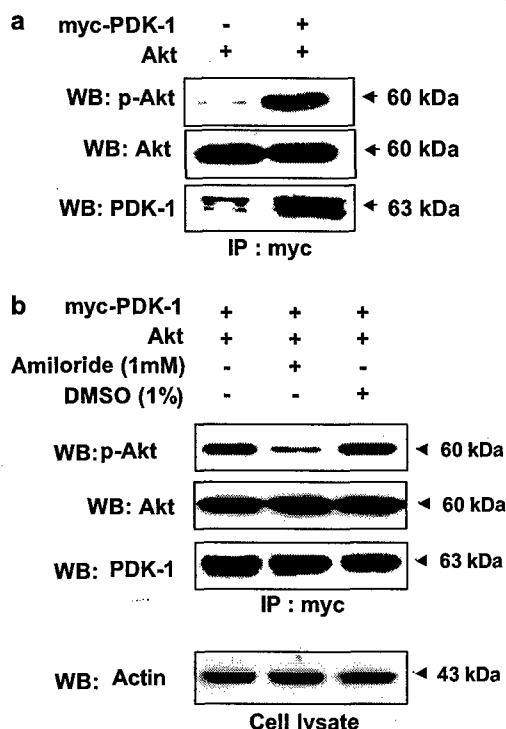 a
myc-PDK-1 - +
Akt + +
WB: p-Akt 60 kDa
WB: Akt 60 kDa
WB: PDK-1 63 kDa
IP : myc
b
myc-PDK-1 + + +
Akt + + +
Amiloride (1mM) - + -
DMSO (1%) - - +
WB:p-Akt 60 kDa
WB: Akt 60 kDa
WB: PDK-1 63 kDa
IP : myc
WB: Actin 43 kDa
Cell lysate